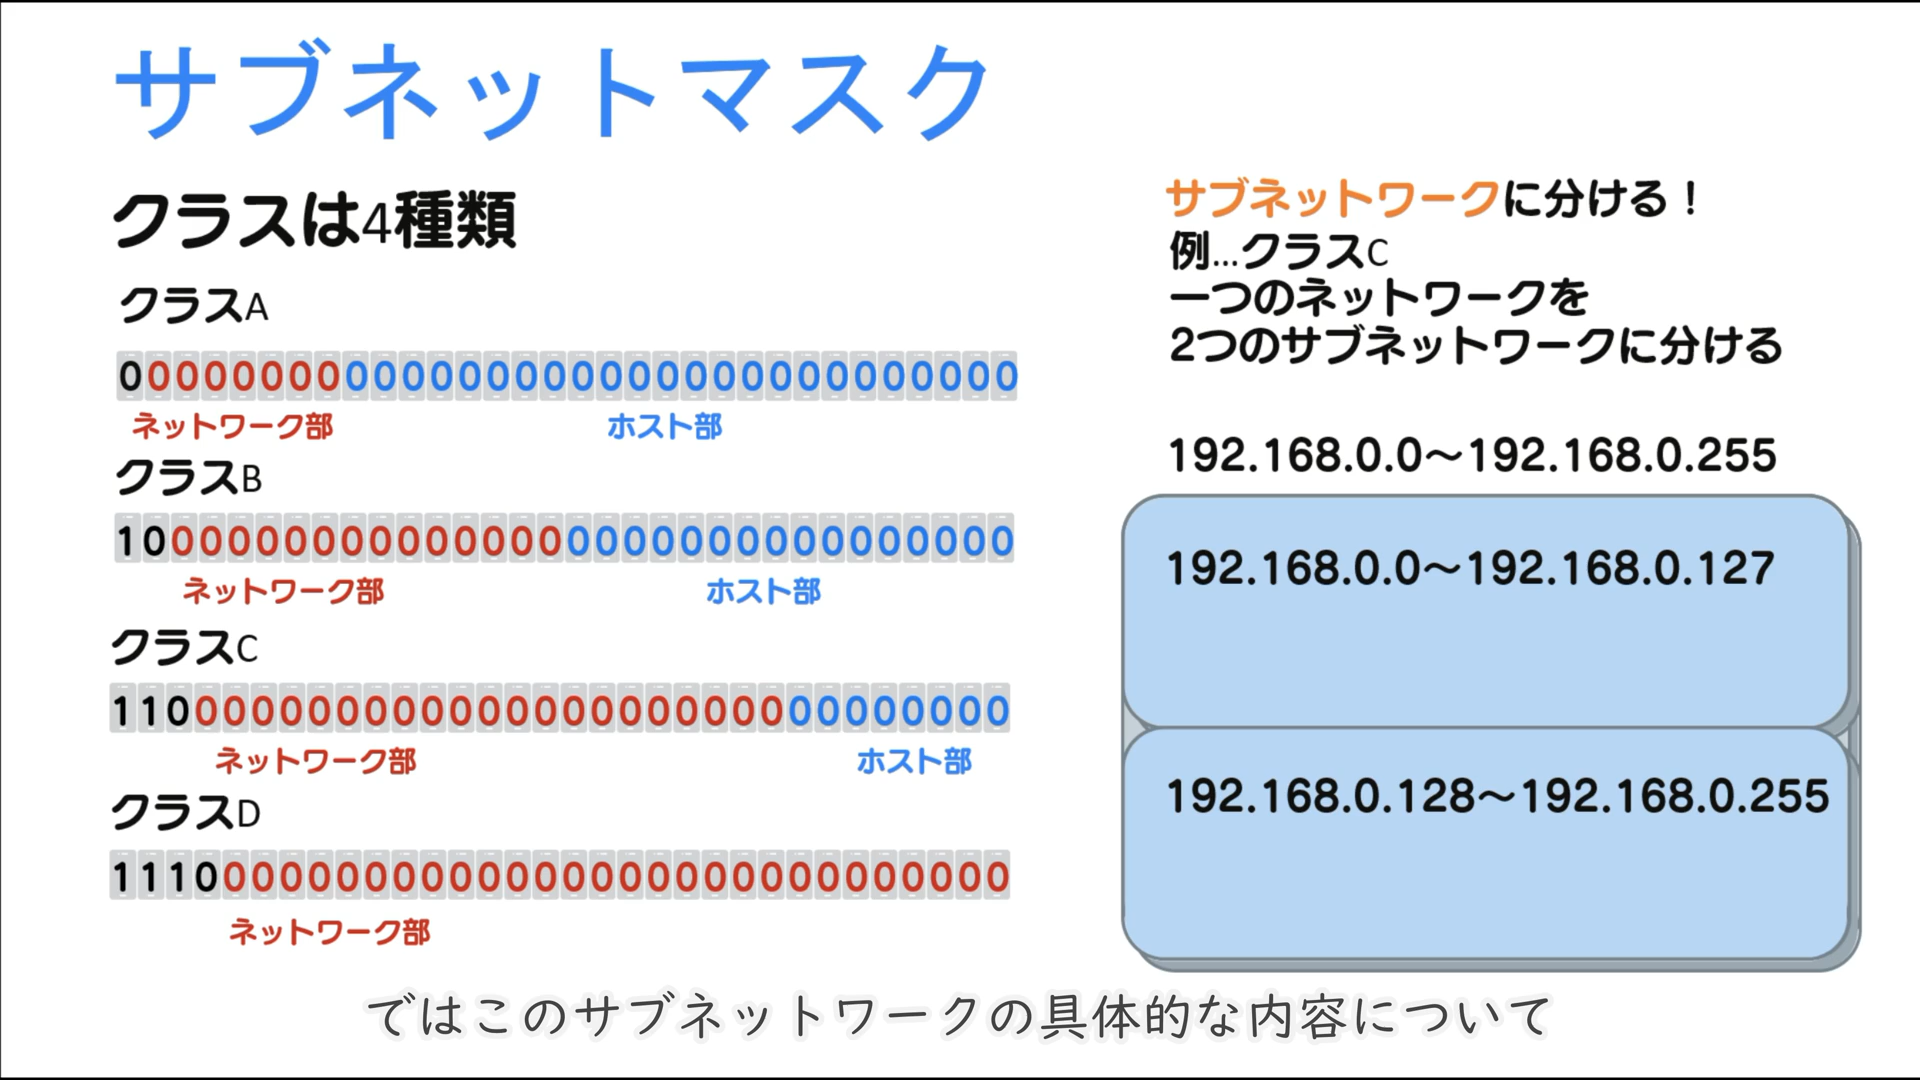 サブネットマスク
クラスは4種類
クラスA
00000000000000000000000000000000
ネットワーク部
ホスト部
クラスB
10000000000000000000000000000000
ネットワーク部
ホスト部
クラスC
11000000000000000000000000000000
ネットワーク部
ホスト部
クラスD
11100000000000000000000000000000
ネットワーク部
サブネットワークに分ける！
例...クラスC
一つのネットワークを
2つのサブネットワークに分ける
192.168.0.0～192.168.0.255
192.168.0.0～192.168.0.127
192.168.0.128～192.168.0.255
ではこのサブネットワークの具体的な内容について